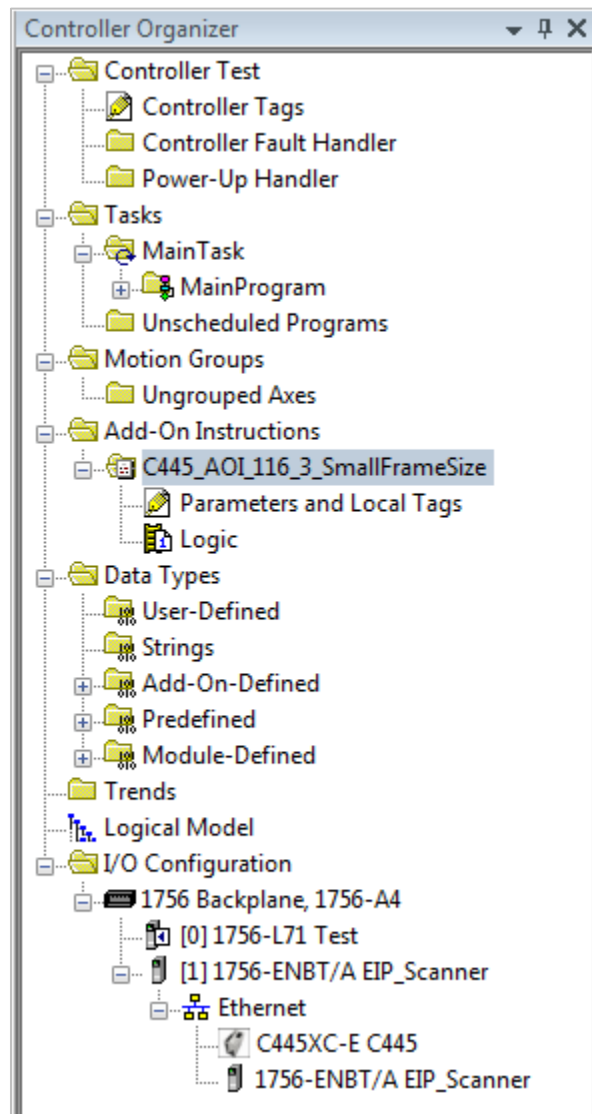 Controller Organizer
Controller Test
Controller Tags
Controller Fault Handler
Power-Up Handler
Tasks
MainTask
MainProgram
Unscheduled Programs
Motion Groups
Ungrouped Axes
Add-On Instructions
C445_AOI_116_3_SmallFrameSize
Parameters and Local Tags
Logic
Data Types
User-Defined
Strings
Add-On-Defined
Predefined
Module-Defined
Trends
Logical Model
I/O Configuration
1756 Backplane, 1756-A4
[0] 1756-L71 Test
[1] 1756-ENBT/A EIP_Scanner
Ethernet
C445XC-E C445
1756-ENBT/A EIP_Scanner